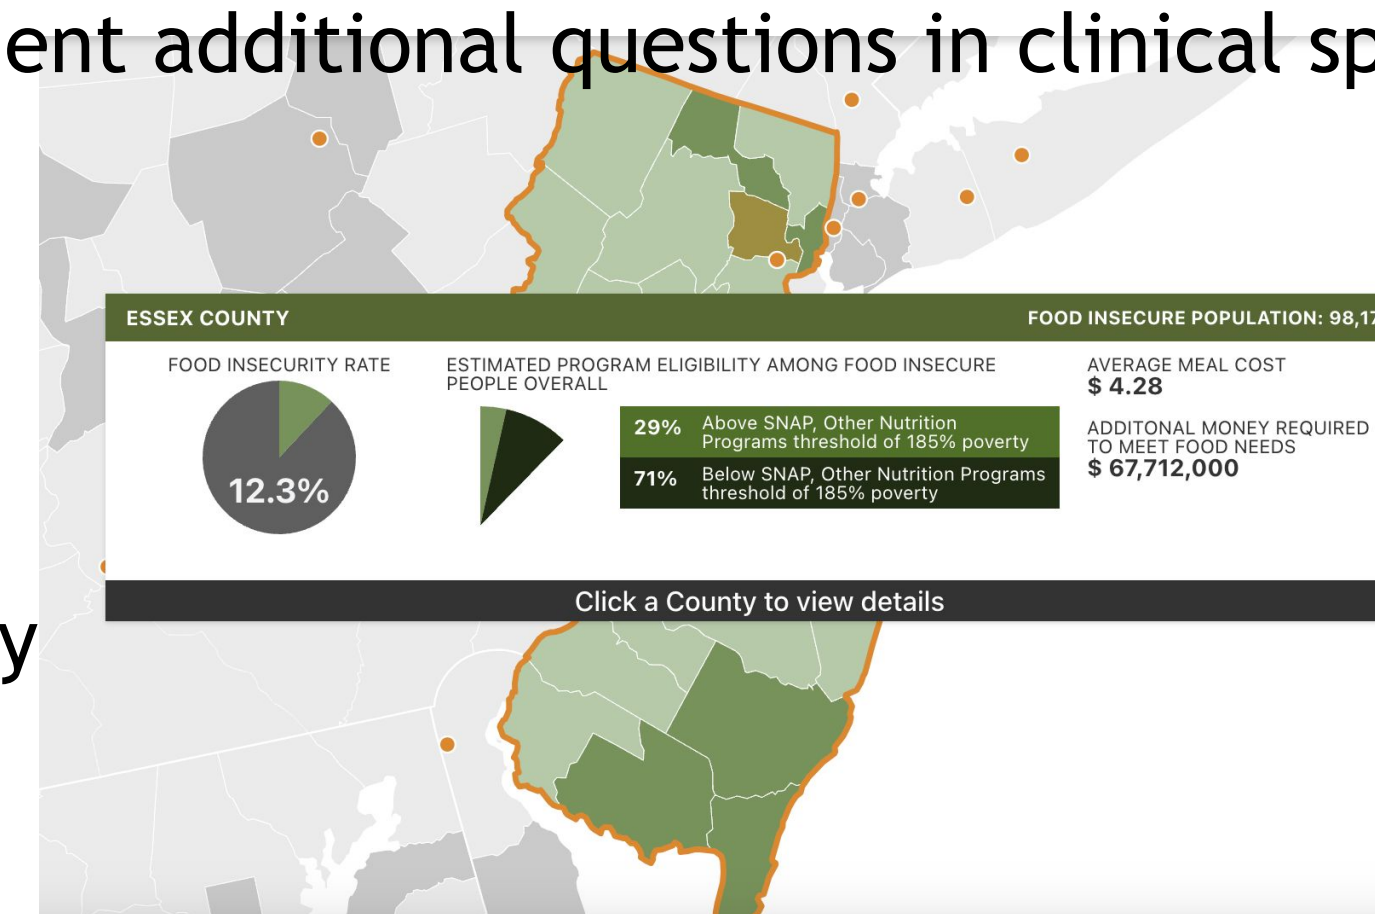 ent additional questions in clinical sp
ESSEX COUNTY
FOOD INSECURE POPULATION: 98,17
FOOD INSECURITY RATE
12.3%
ESTIMATED PROGRAM ELIGIBILITY AMONG FOOD INSECURE
PEOPLE OVERALL
29% Above SNAP, Other Nutrition
Programs threshold of 185% poverty
71% Below SNAP, Other Nutrition Programs
threshold of 185% poverty
AVERAGE MEAL COST
$ 4.28
ADDITONAL MONEY REQUIRED
TO MEET FOOD NEEDS
$ 67,712,000
Click a County to view details
y